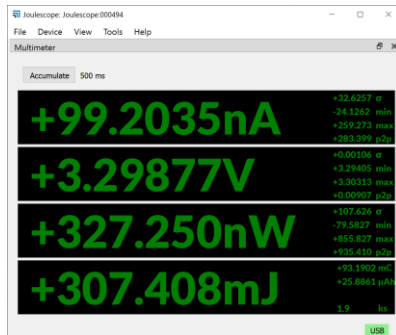 Joulescope: Joulescope:000494
File Device View Tools Help
Multimeter
Accumulate 500 ms
+99.2035nA
+32.6257 σ
-24.1262 min
+259.273 max
+283.399 p2p
+3.29877V
+0.00106 σ
+3.29405 min
+3.30313 max
+0.00907 p2p
+327.250nW
+107.626 σ
-79.5827 min
+855.827 max
+935.410 p2p
+307.408mJ
+93.1902 mC
+25.8861 µAh
1.9 ks
USB